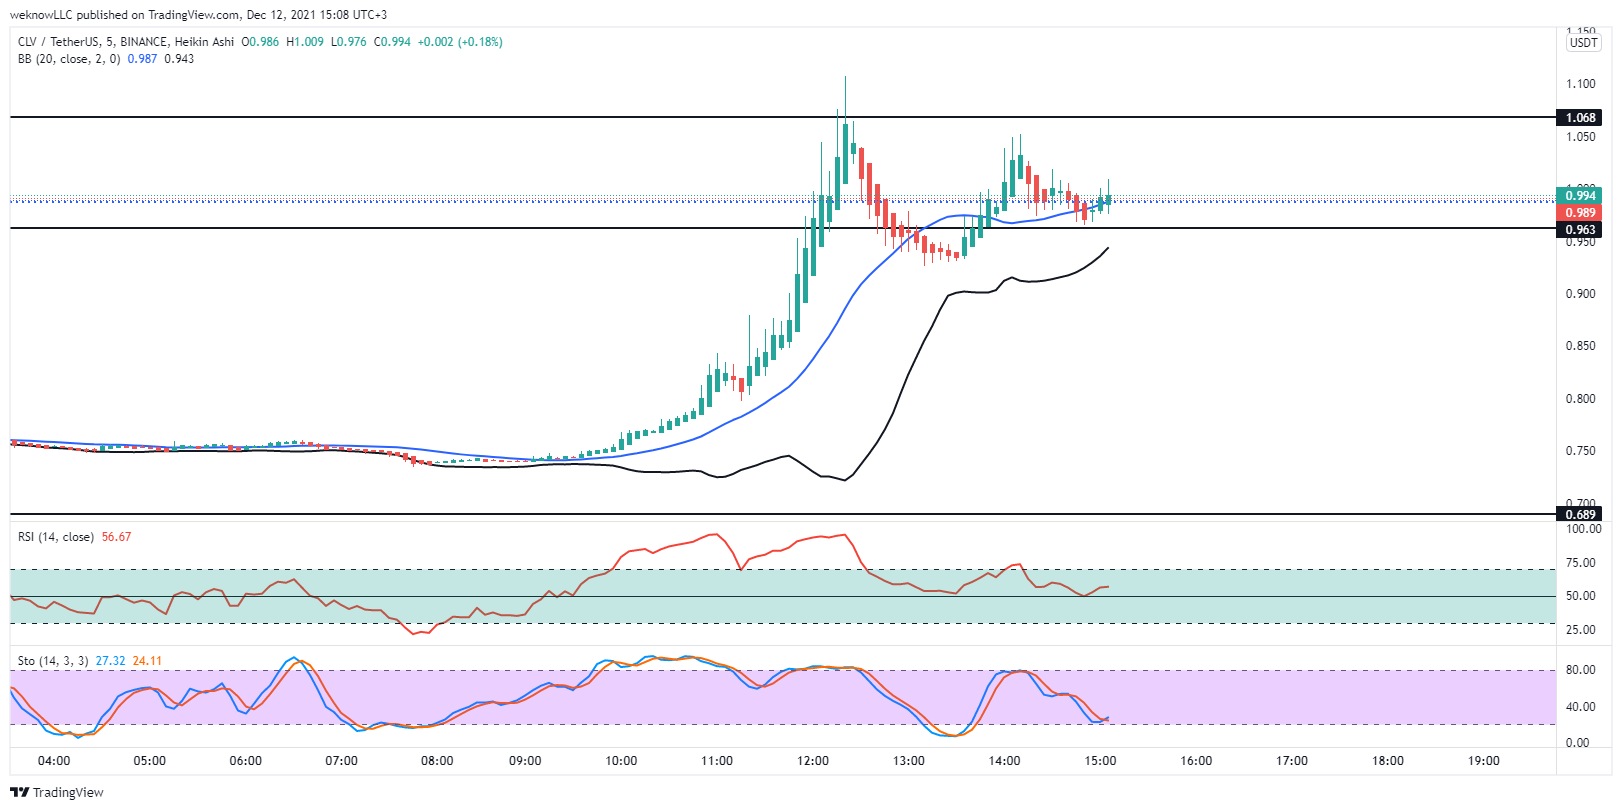 weknowLLC published on TradingView.com, Dec 12, 2021 15:08 UTC+3
CLV / TetherUS, 5, BINANCE, Heikin Ashi O0.986 H1.009 L0.976 C0.994 +0.002 (+0.18%)
BB (20, close, 2, 0) 0.987 0.943
1.150
USDT
1.100
1.068
1.050
1.000
0.994
0.989
0.963
0.950
0.900
0.850
0.800
0.750
0.700
0.689
RSI (14, close) 56.67
100.00
75.00
50.00
25.00
Sto (14, 3, 3) 27.32 24.11
80.00
40.00
0.00
04:00 05:00 06:00 07:00 08:00 09:00 10:00 11:00 12:00 13:00 14:00 15:00 16:00 17:00 18:00 19:00
TradingView